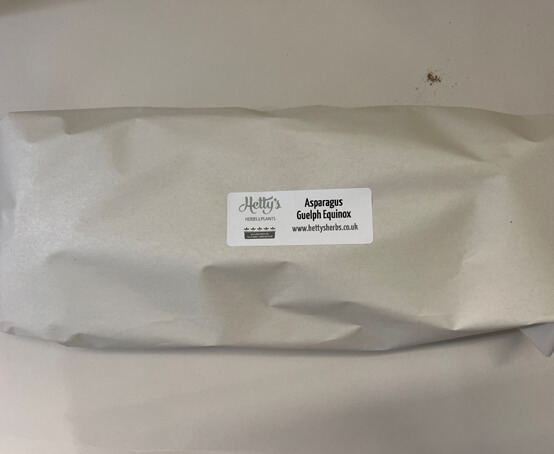 Hetty's
HERBS & PLANTS
Asparagus
Guelph Equinox
www.hettysherbs.co.uk